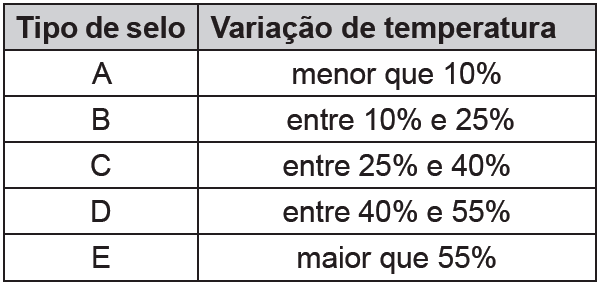 Tipo de selo Variação de temperatura
A menor que 10%
B entre 10% e 25%
C entre 25% e 40%
D entre 40% e 55%
E maior que 55%